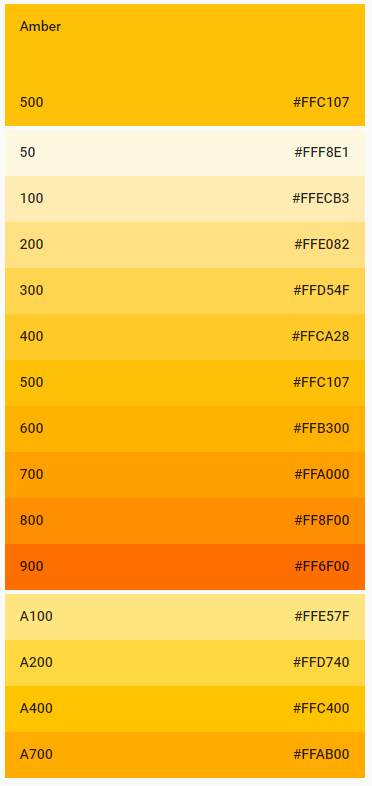 Amber
500 #FFC107
50 #FFF8E1
100 #FFECB3
200 #FFE082
300 #FFD54F
400 #FFCA28
500 #FFC107
600 #FFB300
700 #FFA000
800 #FF8F00
900 #FF6F00
A100 #FFE57F
A200 #FFD740
A400 #FFC400
A700 #FFAB00